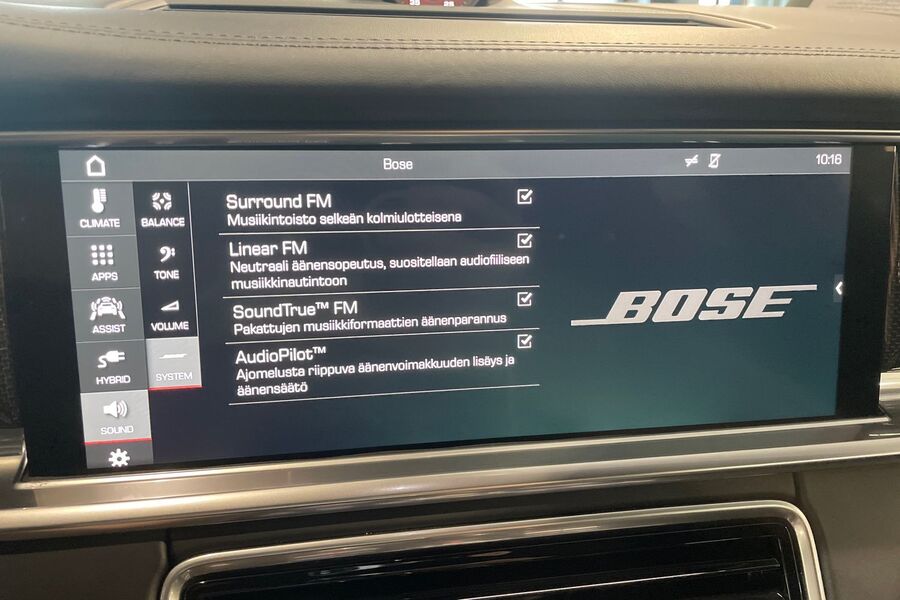 Bose
10:16
CLIMATE
APPS
ASSIST
HYBRID
SOUND
BALANCE
TONE
VOLUME
SYSTEM
Surround FM
Musiikintoisto selkeän kolmiulotteisena
Linear FM
Neutraali äänensopeutus, suositellaan audiofiiliseen
musiikkinautintoon
SoundTrue™ FM
Pakattujen musiikkiformaattien äänenparannus
AudioPilot™
Ajomelusta riippuva äänenvoimakkuuden lisäys ja
äänensäätö
BOSE